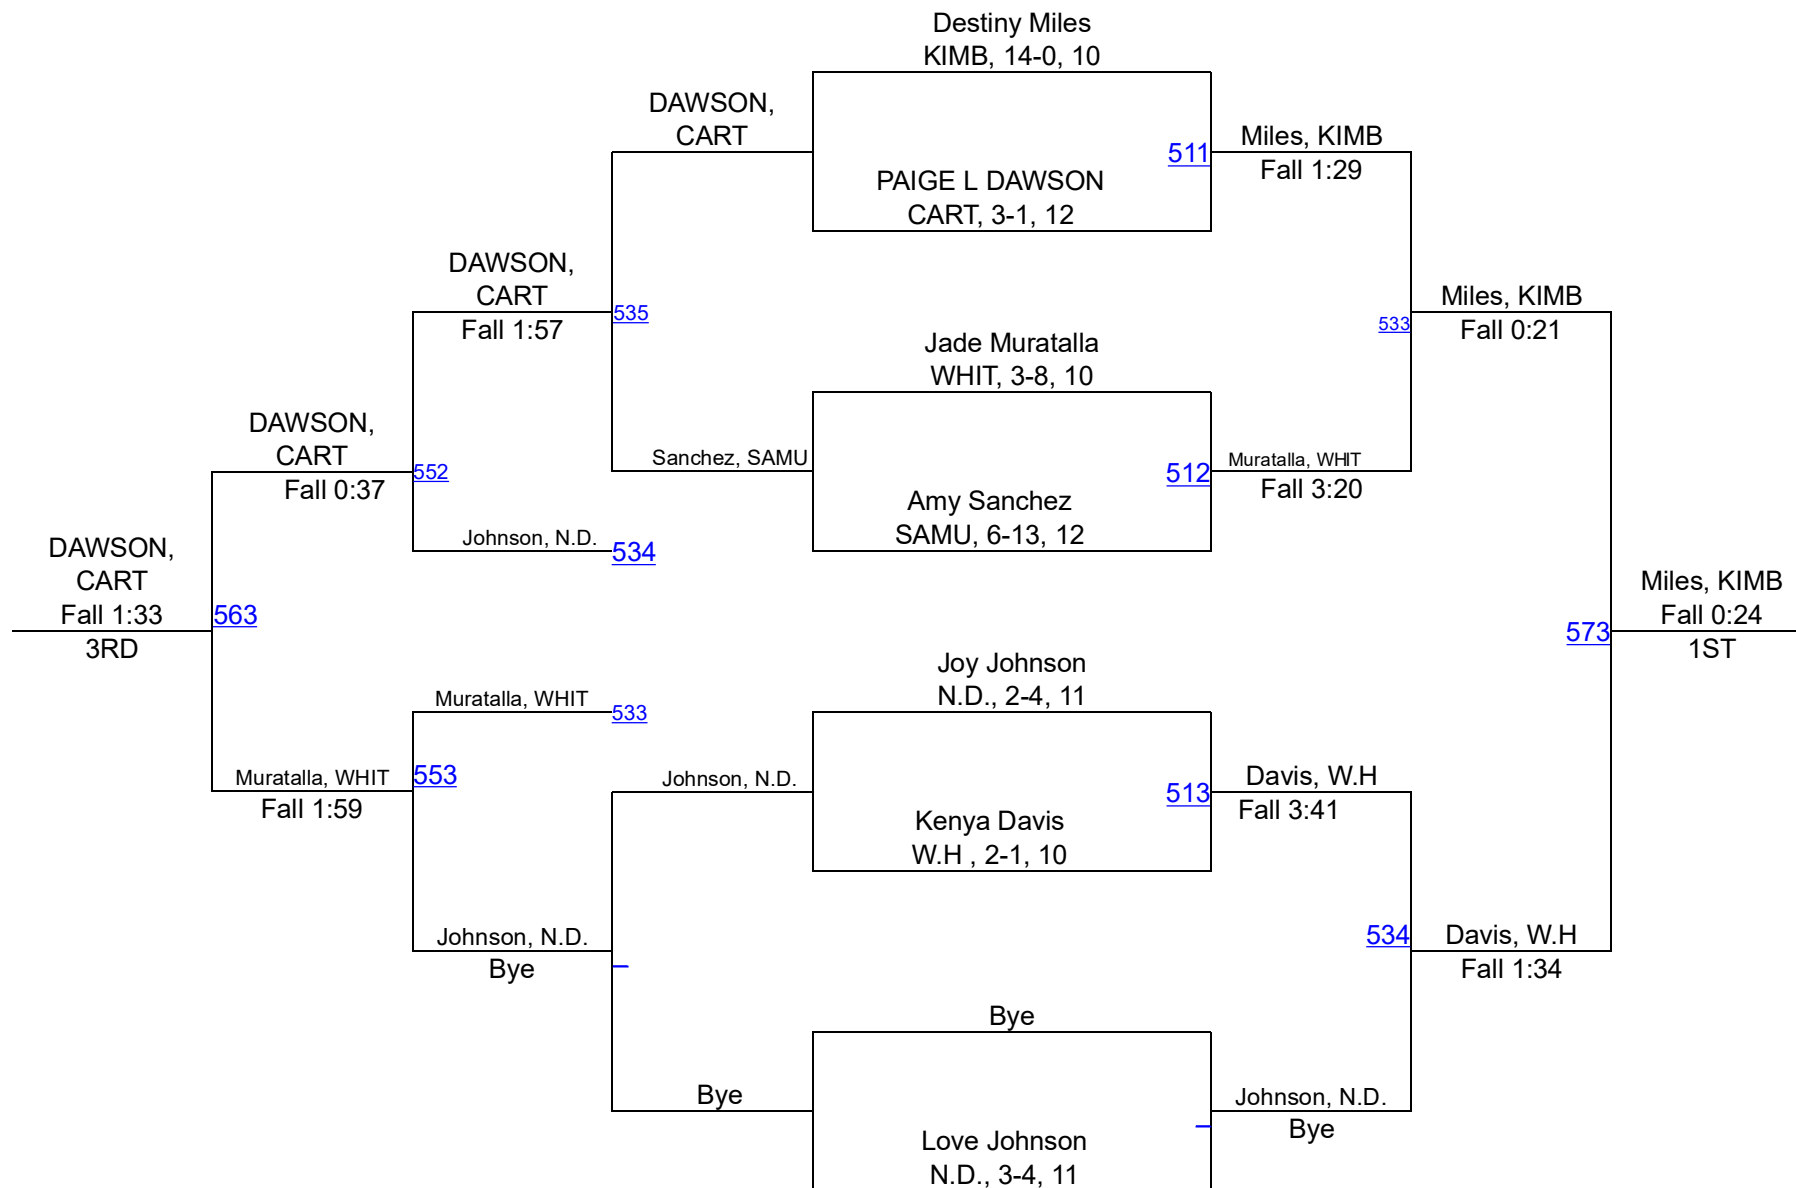 Destiny Miles
KIMB, 14-0, 10
DAWSON,
CART
511
Miles, KIMB
Fall 1:29
PAIGE L DAWSON
CART, 3-1, 12
DAWSON,
CART
Fall 1:57
535
Miles, KIMB
Fall 0:21
533
Jade Muratalla
WHIT, 3-8, 10
DAWSON,
CART
Fall 0:37
552
Sanchez, SAMU
512
Muratalla, WHIT
Fall 3:20
Amy Sanchez
SAMU, 6-13, 12
Johnson, N.D.
534
DAWSON,
CART
Fall 1:33
3RD
563
573
Miles, KIMB
Fall 0:24
1ST
Joy Johnson
N.D., 2-4, 11
Muratalla, WHIT
533
Muratalla, WHIT
Fall 1:59
553
Johnson, N.D.
513
Davis, W.H
Fall 3:41
Kenya Davis
W.H , 2-1, 10
Johnson, N.D.
Bye
534
Davis, W.H
Fall 1:34
Bye
Bye
Johnson, N.D.
Bye
Love Johnson
N.D., 3-4, 11